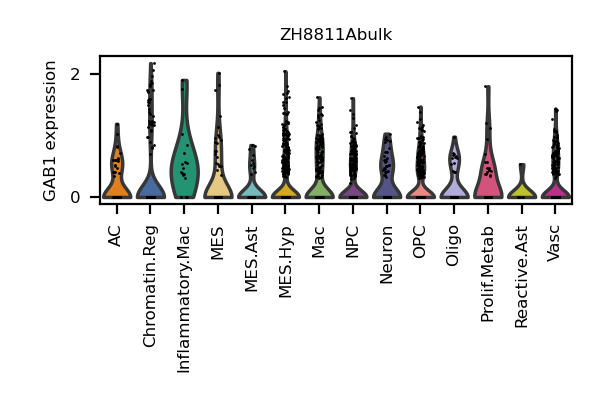 ZH8811Abulk
GAB1 expression
2
0
AC
Chromatin.Reg
Inflammatory.Mac
MES
MES.Ast
MES.Hyp
Mac
NPC
Neuron
OPC
Oligo
Prolif.Metab
Reactive.Ast
Vasc